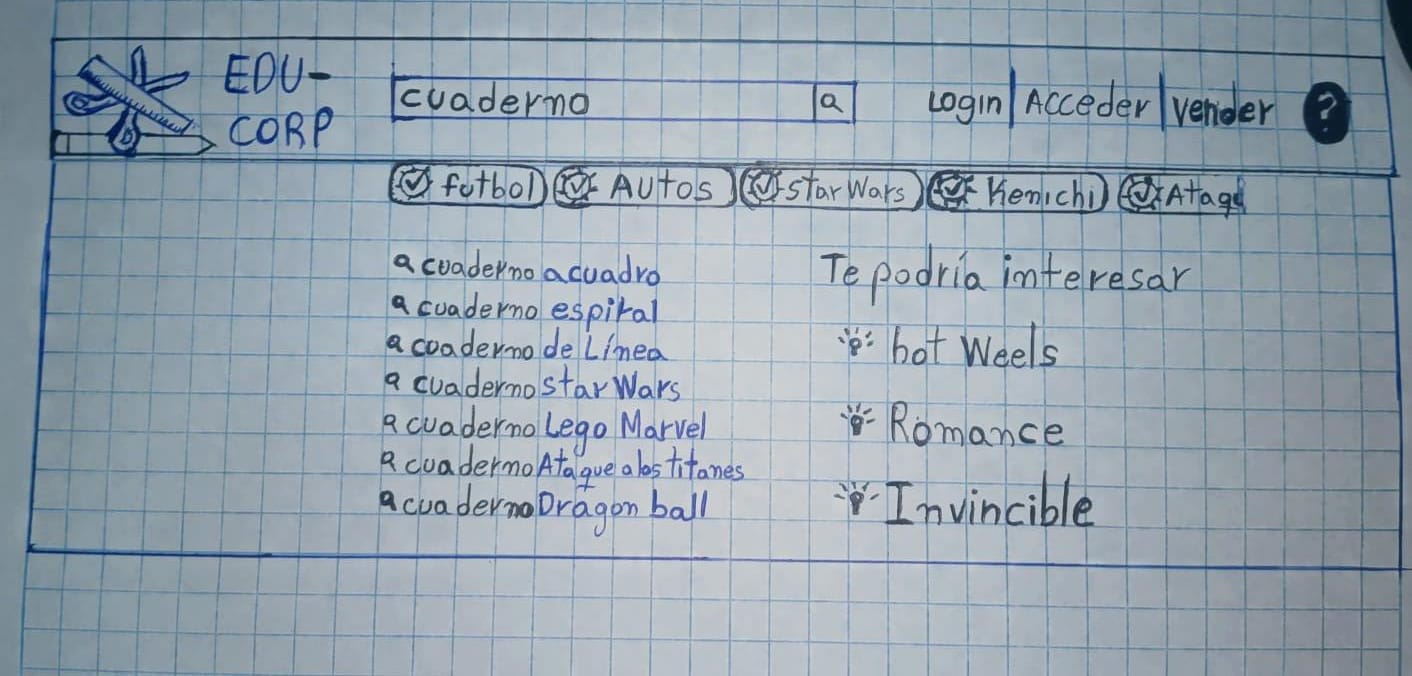 EDU-
CORP
cuaderno
Login | Acceder | vender ?
futbol Autos star Wars Kenichi Ataqu
cuaderno a cuadro
cuaderno espiral
cuaderno de Línea
cuaderno star Wars
cuaderno Lego Marvel
cuaderno Ataque a los titanes
cuaderno Dragon ball
Te podría interesar
hot Weels
Romance
Invincible